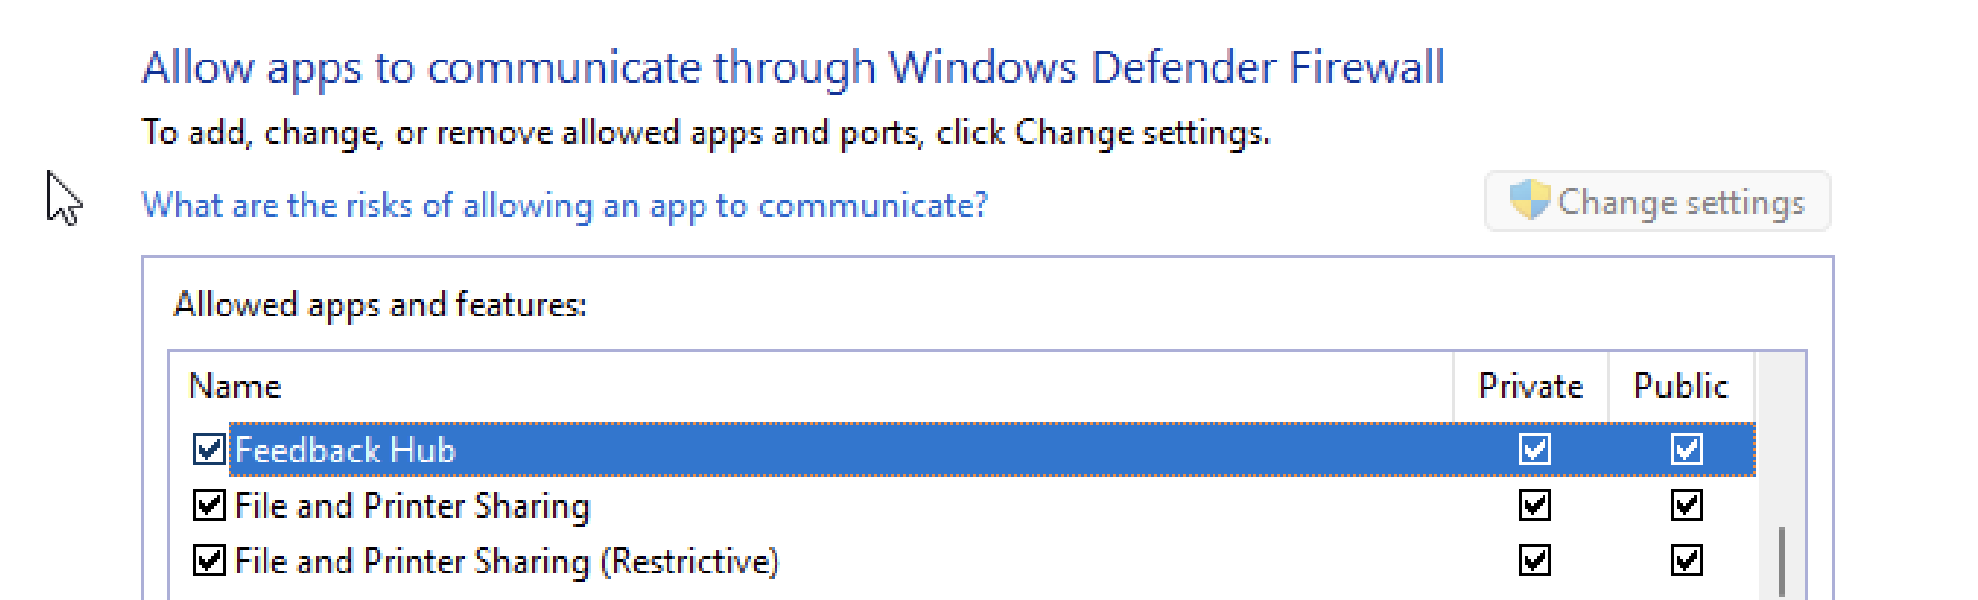 Allow apps to communicate through Windows Defender Firewall
To add, change, or remove allowed apps and ports, click Change settings.
What are the risks of allowing an app to communicate?
Change settings
Allowed apps and features:
Name Private Public
Feedback Hub
File and Printer Sharing
File and Printer Sharing (Restrictive)